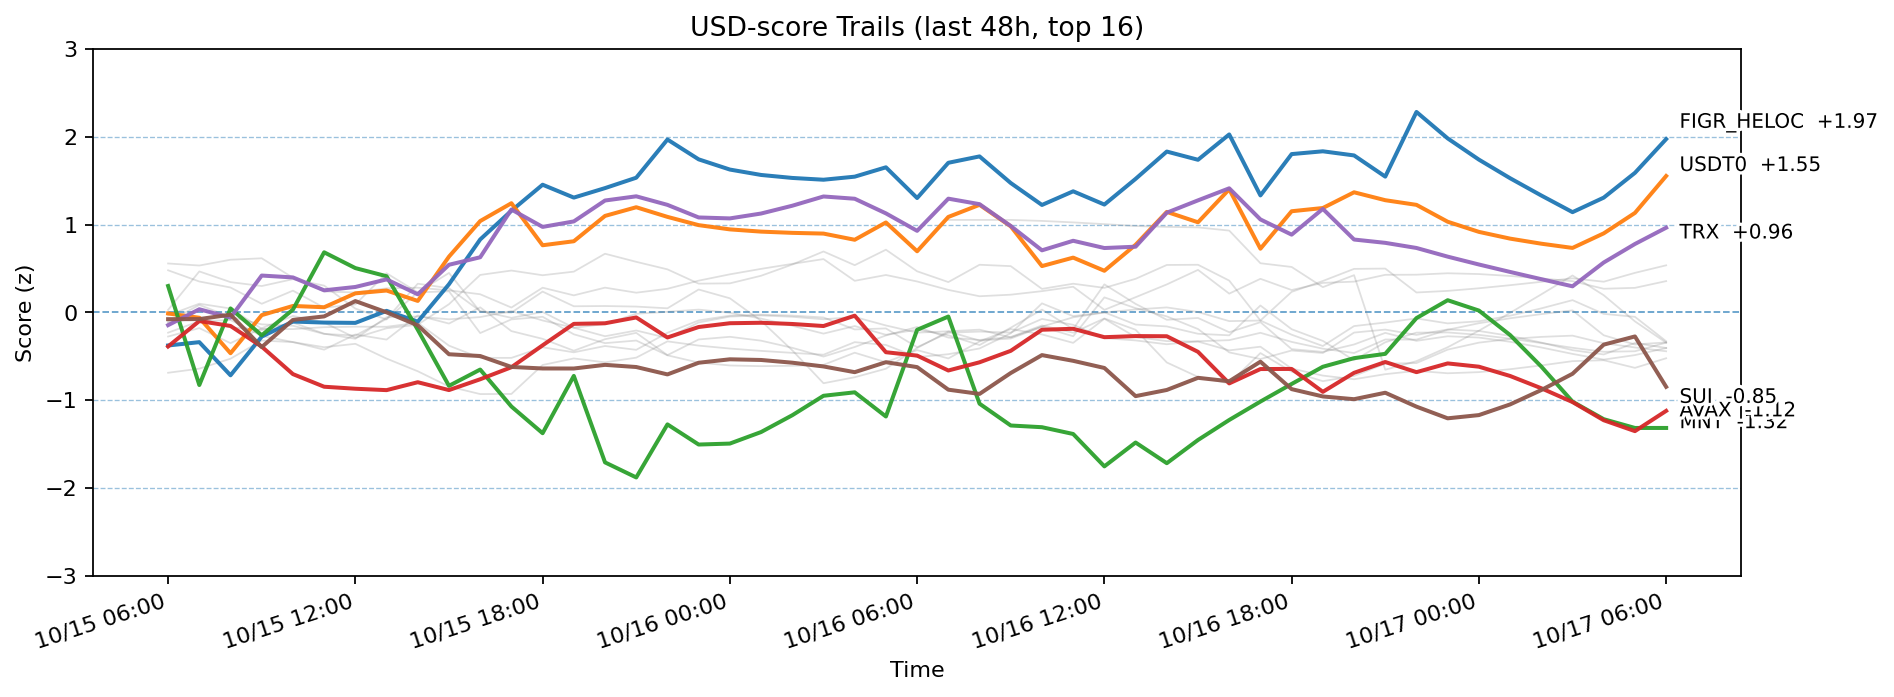 USD-score Trails (last 48h, top 16)
3
2
1
0
−1
−2
−3
Score (z)
FIGR_HELOC +1.97
USDT0 +1.55
TRX +0.96
SUI -0.85
AVAX -1.12
MNT -1.32
10/15 06:00
10/15 12:00
10/15 18:00
10/16 00:00
10/16 06:00
10/16 12:00
10/16 18:00
10/17 00:00
10/17 06:00
Time